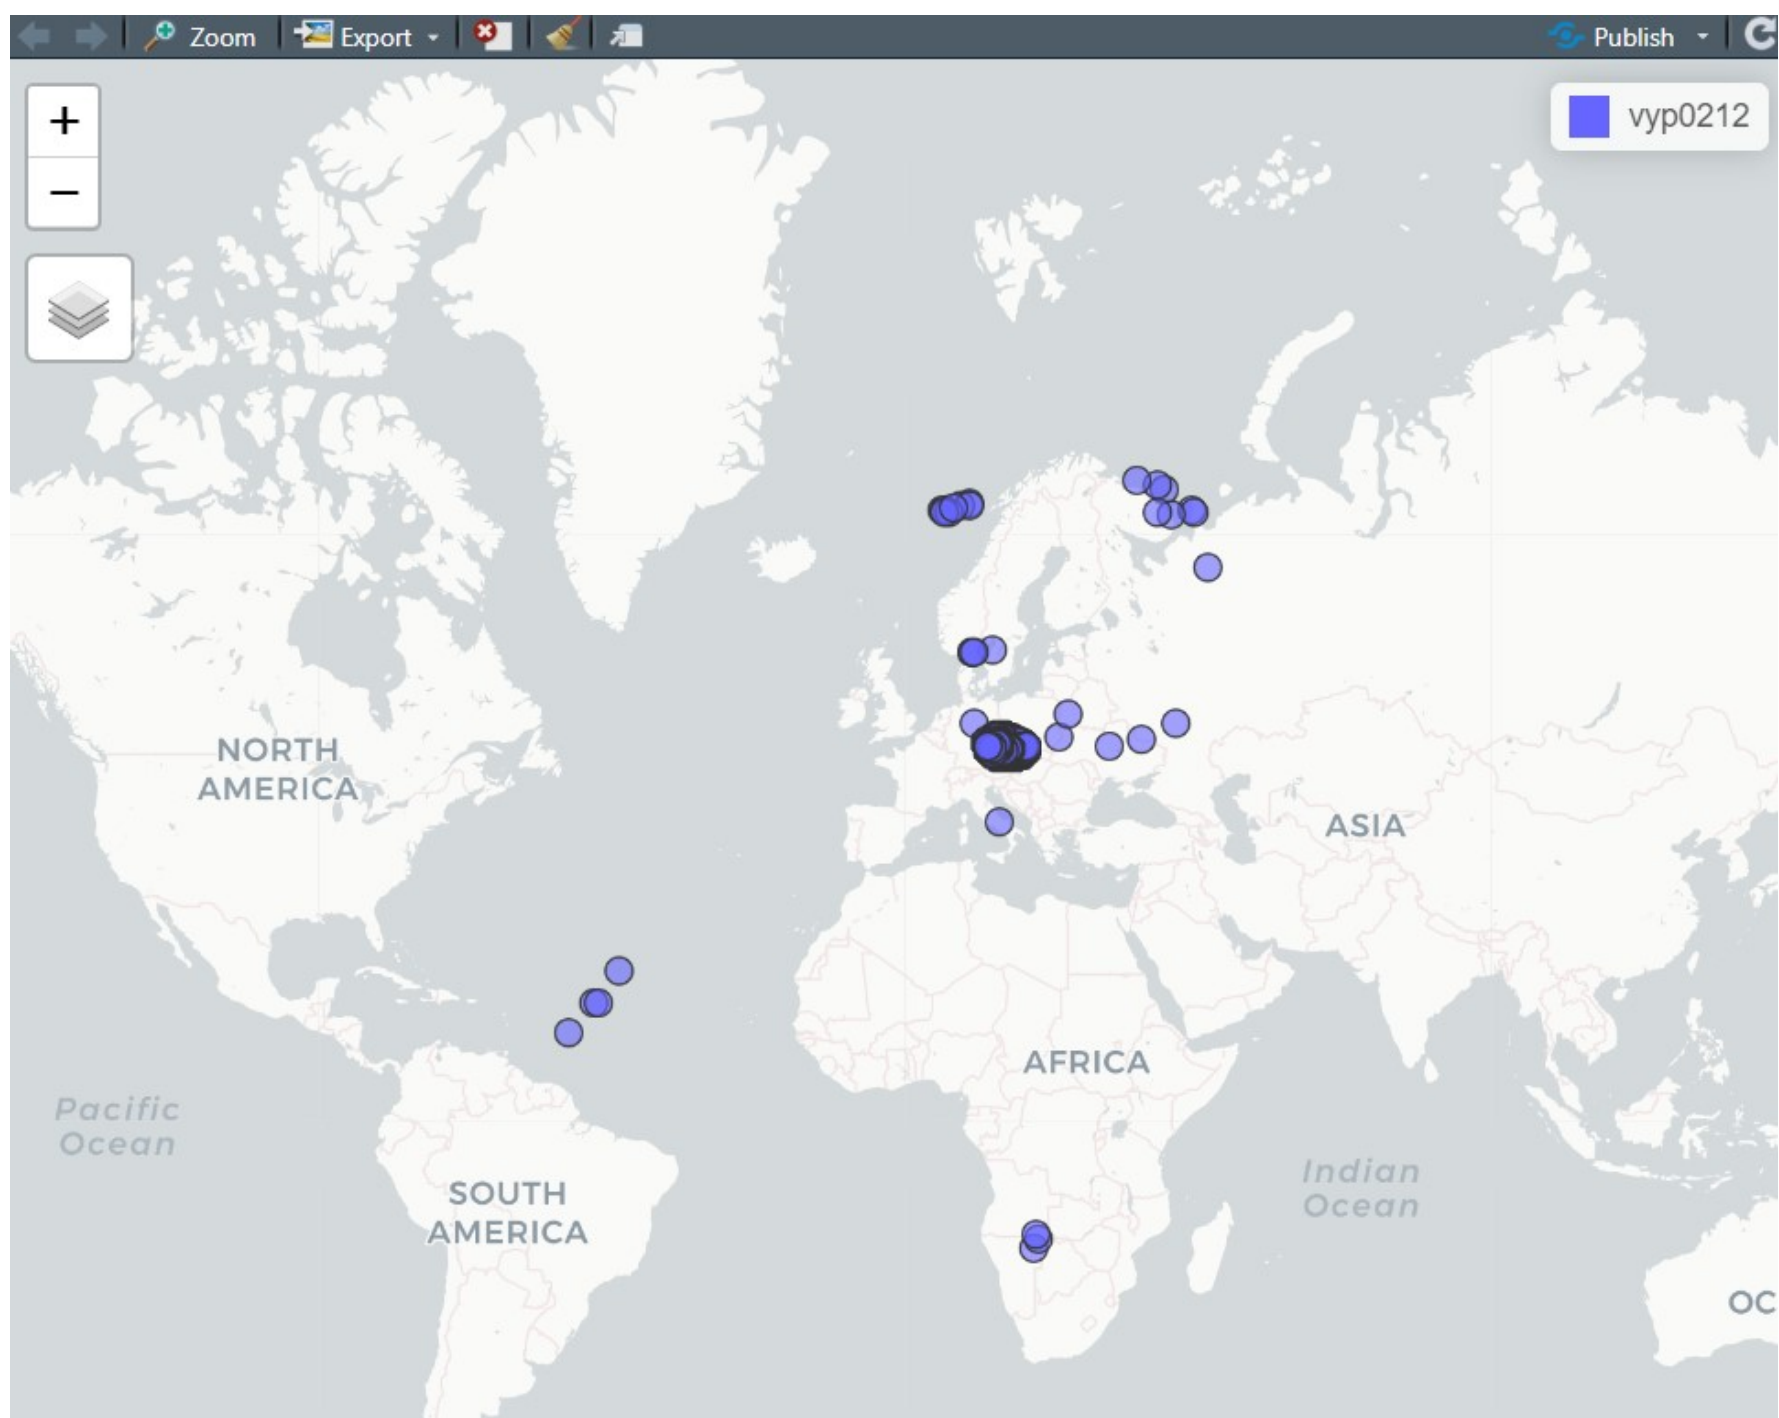 Zoom Export Publish
+
−
vyp0212
NORTH
AMERICA
ASIA
AFRICA
Pacific
Ocean
SOUTH
AMERICA
Indian
Ocean
OC